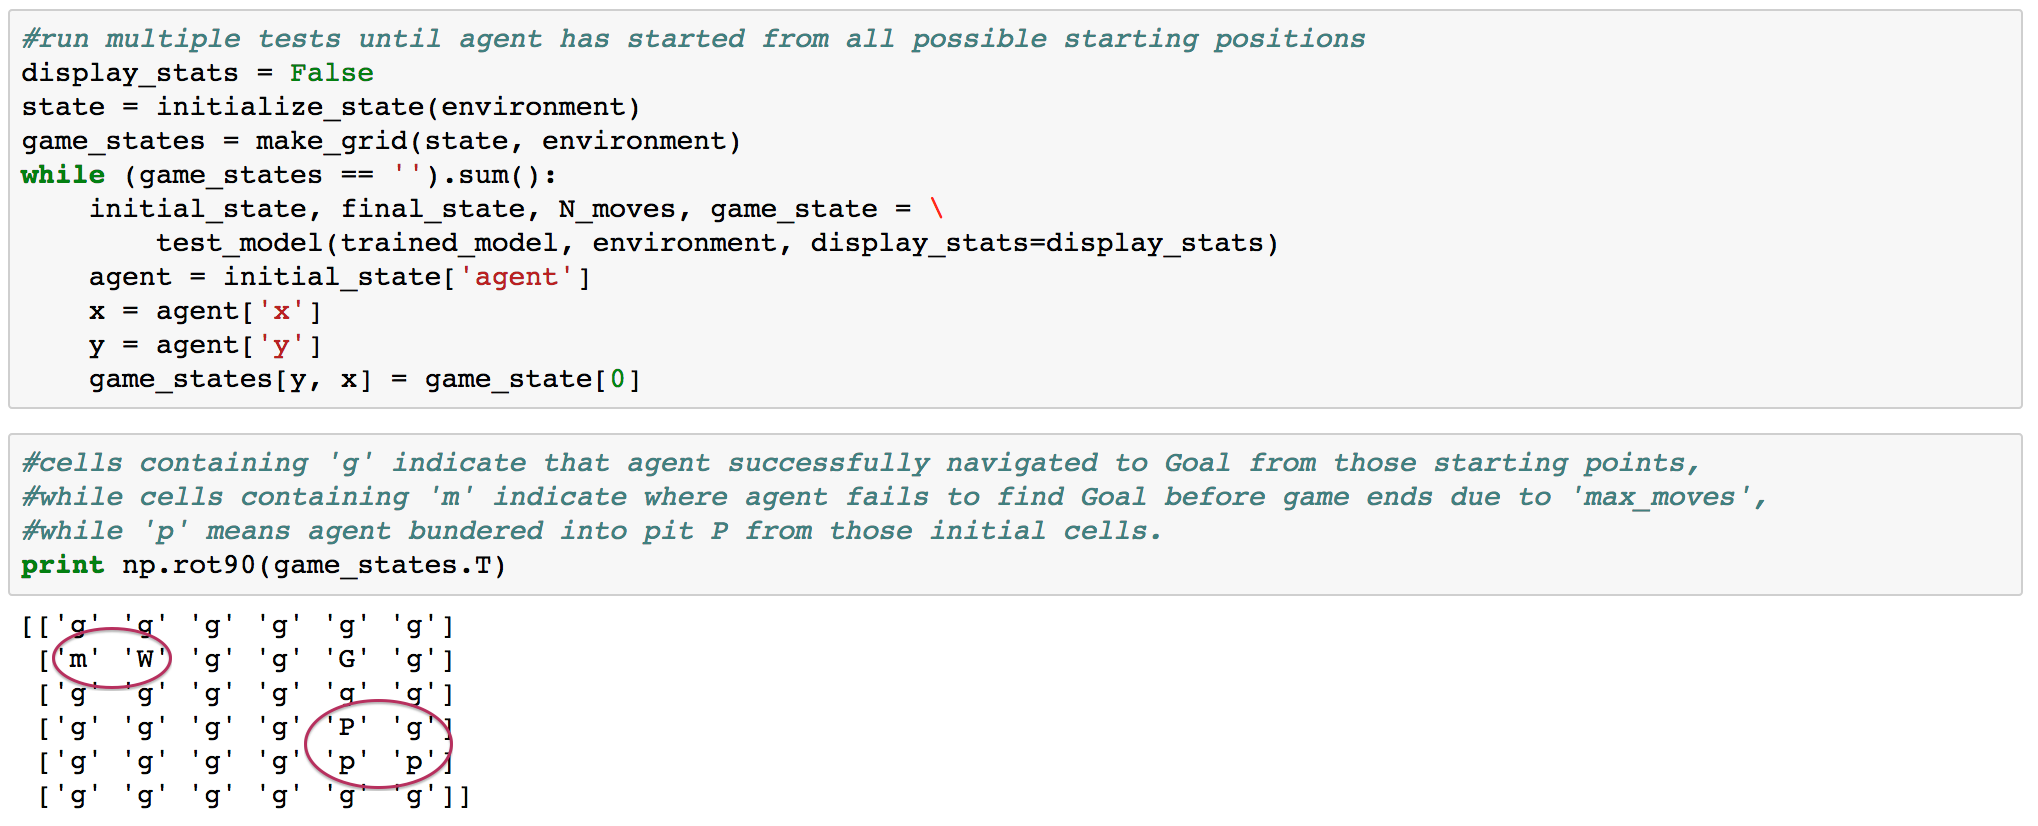 #run multiple tests until agent has started from all possible starting positions
display_stats = False
state = initialize_state(environment)
game_states = make_grid(state, environment)
while (game_states == '').sum():
    initial_state, final_state, N_moves, game_state = \
        test_model(trained_model, environment, display_stats=display_stats)
    agent = initial_state['agent']
    x = agent['x']
    y = agent['y']
    game_states[y, x] = game_state[0]
#cells containing 'g' indicate that agent successfully navigated to Goal from those starting points,
#while cells containing 'm' indicate where agent fails to find Goal before game ends due to 'max_moves',
#while 'p' means agent bundered into pit P from those initial cells.
print np.rot90(game_states.T)
[['g' 'g' 'g' 'g' 'g' 'g']
 ['m' 'W' 'g' 'g' 'G' 'g']
 ['g' 'g' 'g' 'g' 'g' 'g']
 ['g' 'g' 'g' 'g' 'P' 'g']
 ['g' 'g' 'g' 'g' 'p' 'p']
 ['g' 'g' 'g' 'g' 'g' 'g']]